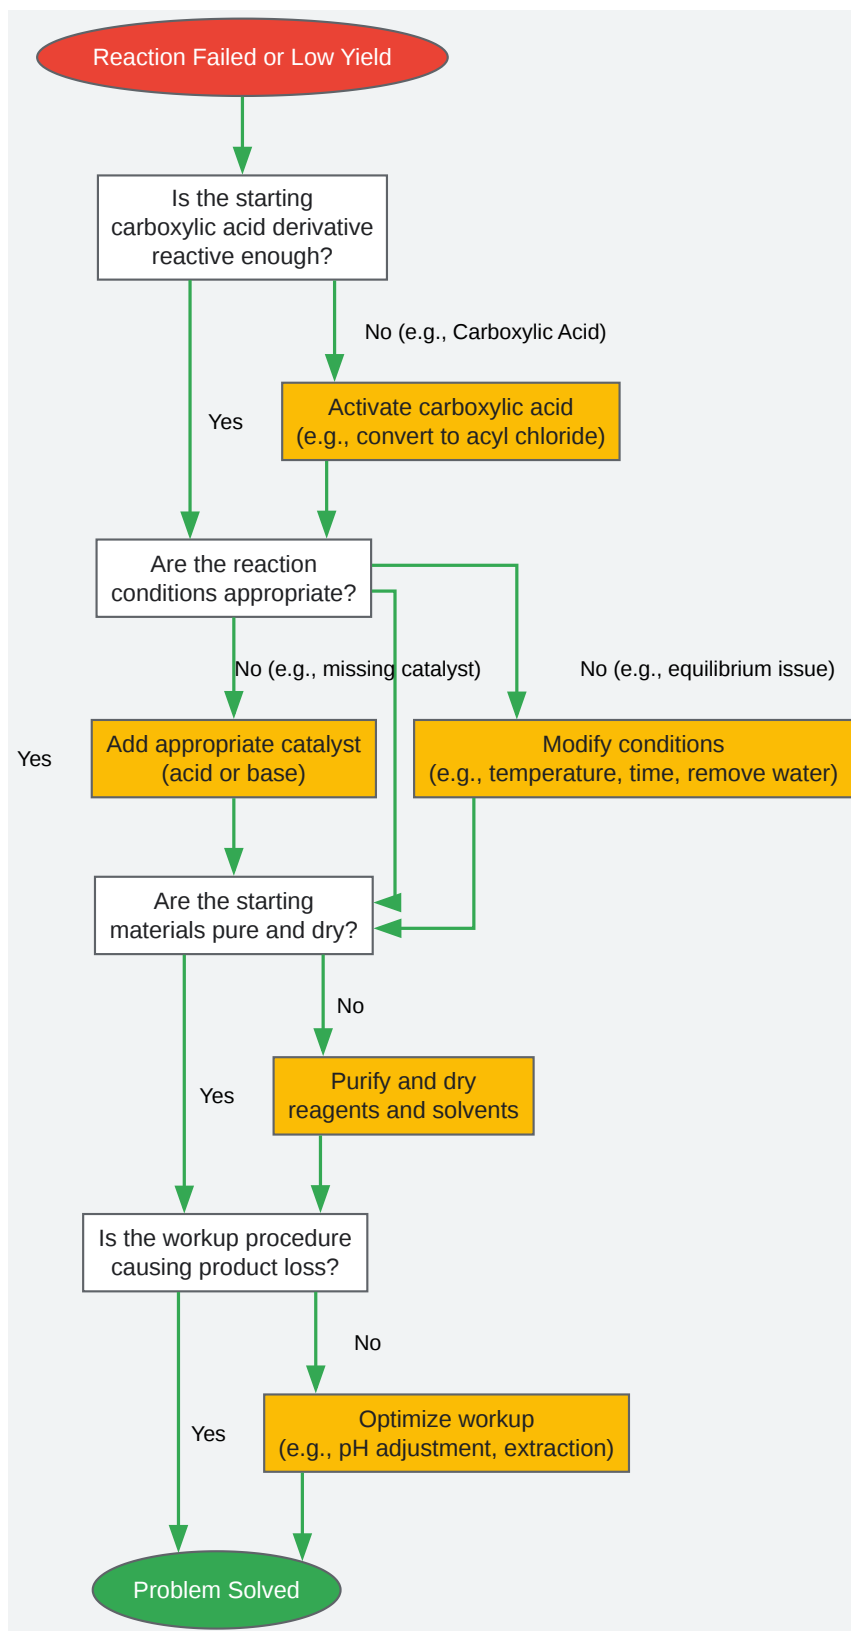 Reaction Failed or Low Yield
Is the starting
carboxylic acid derivative
reactive enough?
No (e.g., Carboxylic Acid)
Yes
Activate carboxylic acid
(e.g., convert to acyl chloride)
Are the reaction
conditions appropriate?
No (e.g., missing catalyst)
No (e.g., equilibrium issue)
Yes
Add appropriate catalyst
(acid or base)
Modify conditions
(e.g., temperature, time, remove water)
Are the starting
materials pure and dry?
No
Yes
Purify and dry
reagents and solvents
Is the workup procedure
causing product loss?
No
Yes
Optimize workup
(e.g., pH adjustment, extraction)
Problem Solved